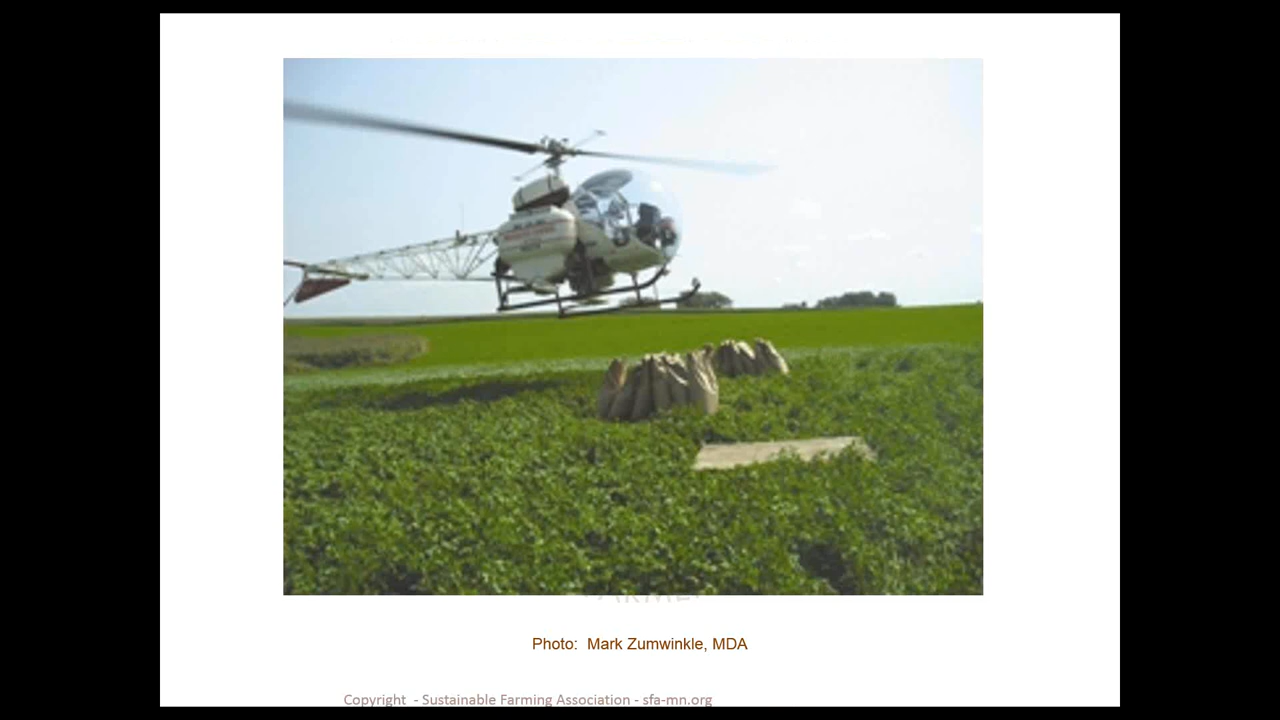 Photo:  Mark Zumwinkle, MDA
Copyright  - Sustainable Farming Association - sfa-mn.org